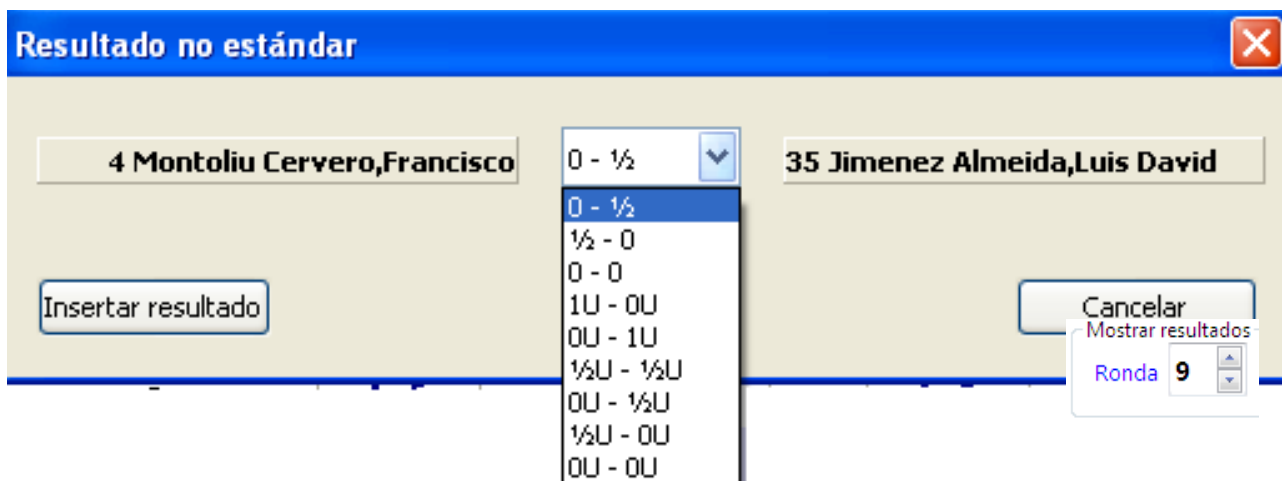 Resultado no estándar
4 Montoliu Cervero,Francisco
0 - ½
35 Jimenez Almeida,Luis David
0 - ½
½ - 0
0 - 0
1U - 0U
0U - 1U
½U - ½U
0U - ½U
½U - 0U
0U - 0U
Insertar resultado
Cancelar
Mostrar resultados
Ronda 9